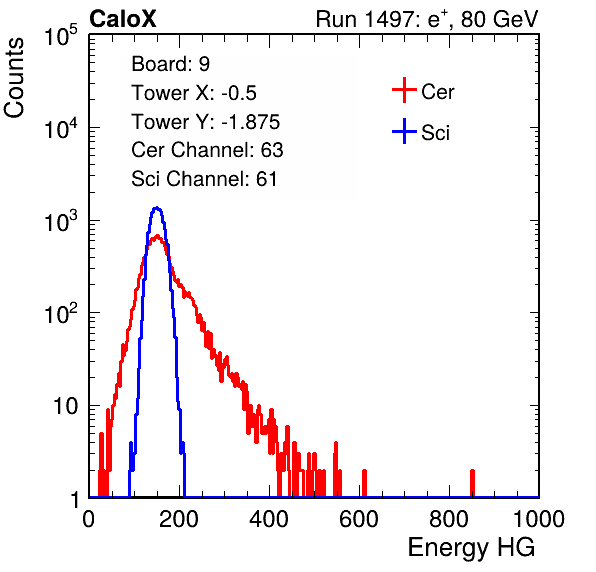 CaloX Run 1497: e⁺, 80 GeV
Counts
10⁵
10⁴
10³
10²
10
1
Board: 9
Tower X: -0.5
Tower Y: -1.875
Cer Channel: 63
Sci Channel: 61
Cer
Sci
0 200 400 600 800 1000
Energy HG